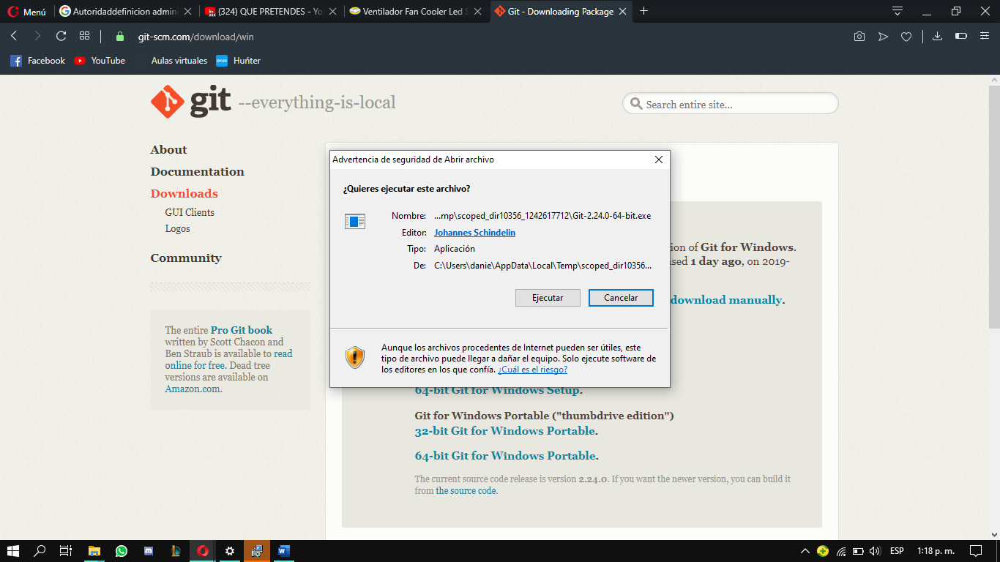 Menú
Autoridaddefinicion admini
(324) QUE PRETENDES - Yo
Ventilador Fan Cooler Led S
Git - Downloading Package
git-scm.com/download/win
Facebook
YouTube
Aulas virtuales
Huńter
git --everything-is-local
Search entire site...
About
Documentation
Downloads
GUI Clients
Logos
Community
The entire Pro Git book
written by Scott Chacon and
Ben Straub is available to read
online for free. Dead tree
versions are available on
Amazon.com.
Advertencia de seguridad de Abrir archivo
¿Quieres ejecutar este archivo?
Nombre: ...mp\scoped_dir10356_1242617712\Git-2.24.0-64-bit.exe
Editor: Johannes Schindelin
Tipo: Aplicación
De: C:\Users\danie\AppData\Local\Temp\scoped_dir10356...
Ejecutar
Cancelar
Aunque los archivos procedentes de Internet pueden ser útiles, este
tipo de archivo puede llegar a dañar el equipo. Solo ejecute software de
los editores en los que confía. ¿Cuál es el riesgo?
ion of Git for Windows.
sed 1 day ago, on 2019-
download manually.
64-bit Git for Windows Setup.
Git for Windows Portable ("thumbdrive edition")
32-bit Git for Windows Portable.
64-bit Git for Windows Portable.
The current source code release is version 2.24.0. If you want the newer version, you can build it
from the source code.
ESP
1:18 p. m.